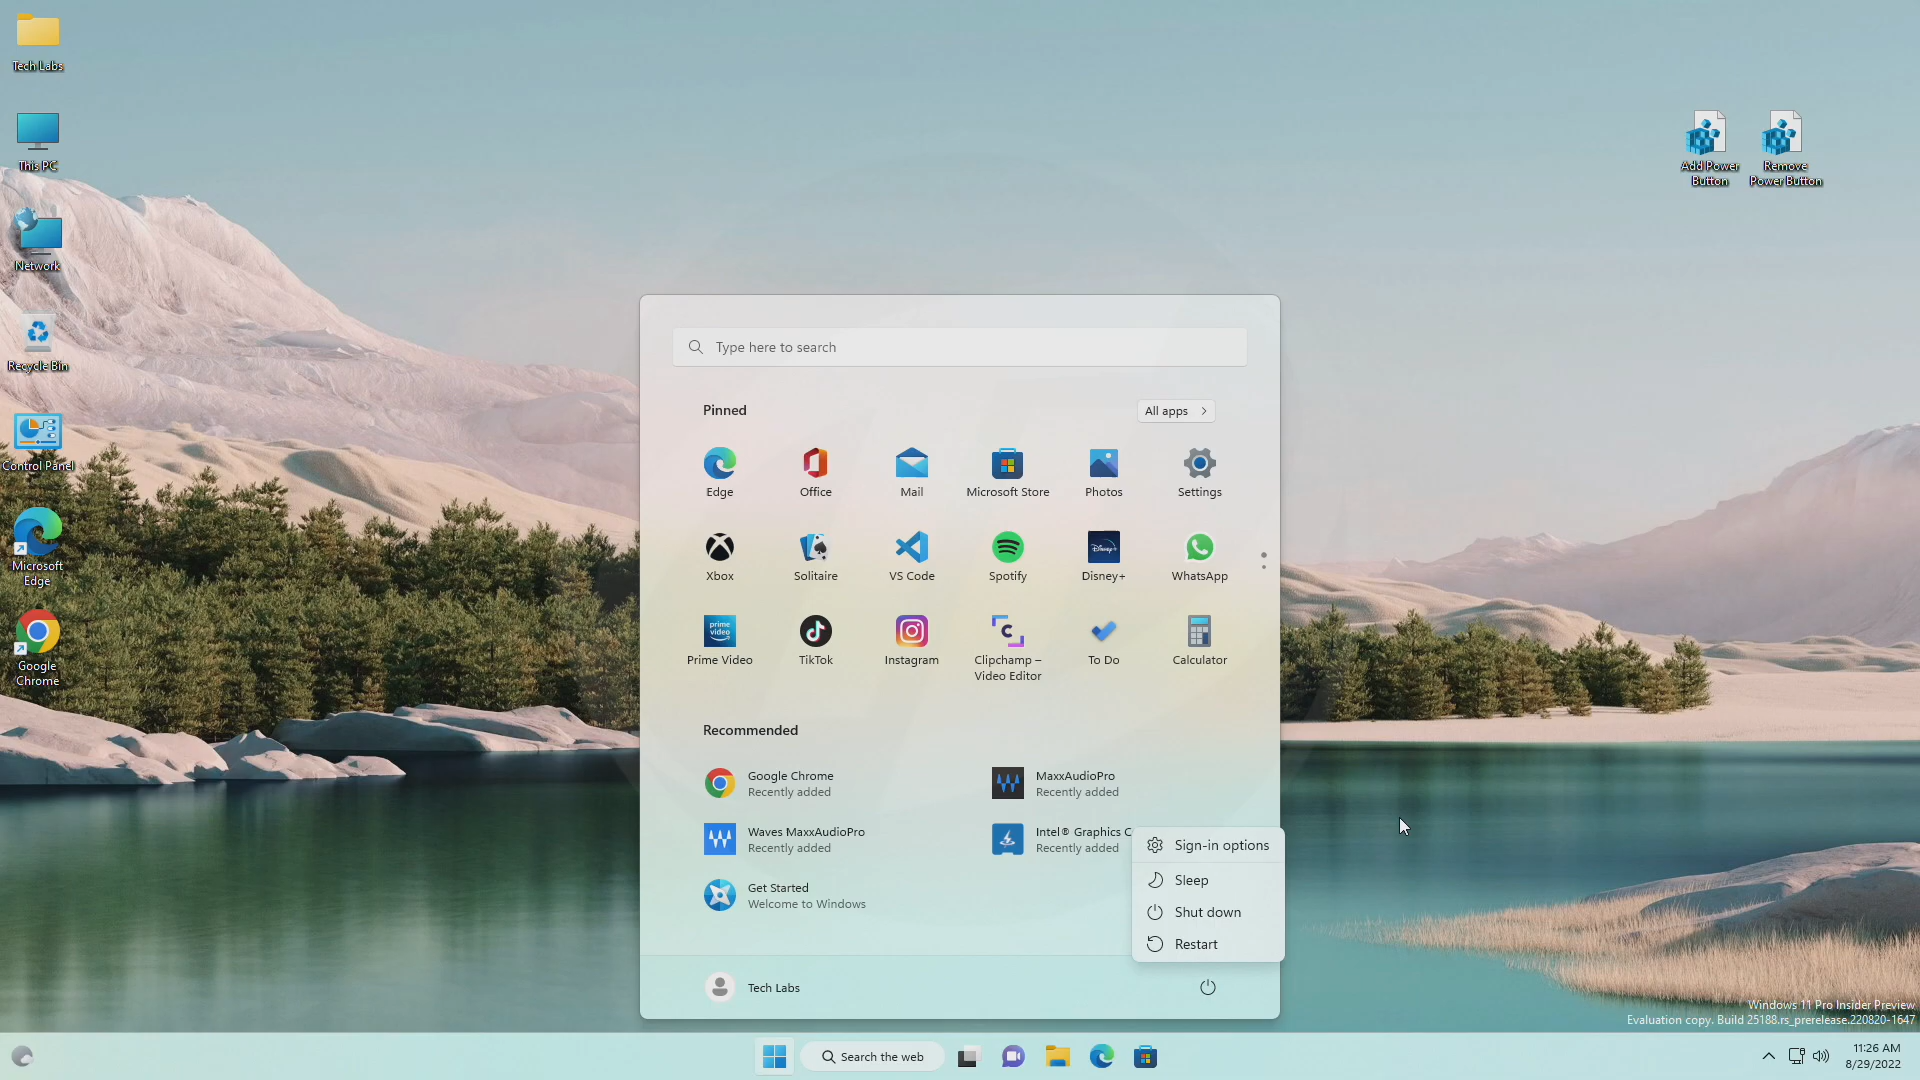 Tech Labs
This PC
Network
Recycle Bin
Control Panel
Microsoft
Edge
Google
Chrome
Add Power
Button
Remove
Power Button
Type here to search
Pinned
All apps
Edge
Office
Mail
Microsoft Store
Photos
Settings
Xbox
Solitaire
VS Code
Spotify
Disney+
Disney+
WhatsApp
prime
video
Prime Video
TikTok
Instagram
Clipchamp –
Video Editor
To Do
Calculator
Recommended
Google Chrome
Recently added
MaxxAudioPro
Recently added
Waves MaxxAudioPro
Recently added
Intel® Graphics C
Recently added
Get Started
Welcome to Windows
Sign-in options
Sleep
Shut down
Restart
Tech Labs
Windows 11 Pro Insider Preview
Evaluation copy. Build 25188.rs_prerelease.220820-1647
Search the web
11:26 AM
8/29/2022